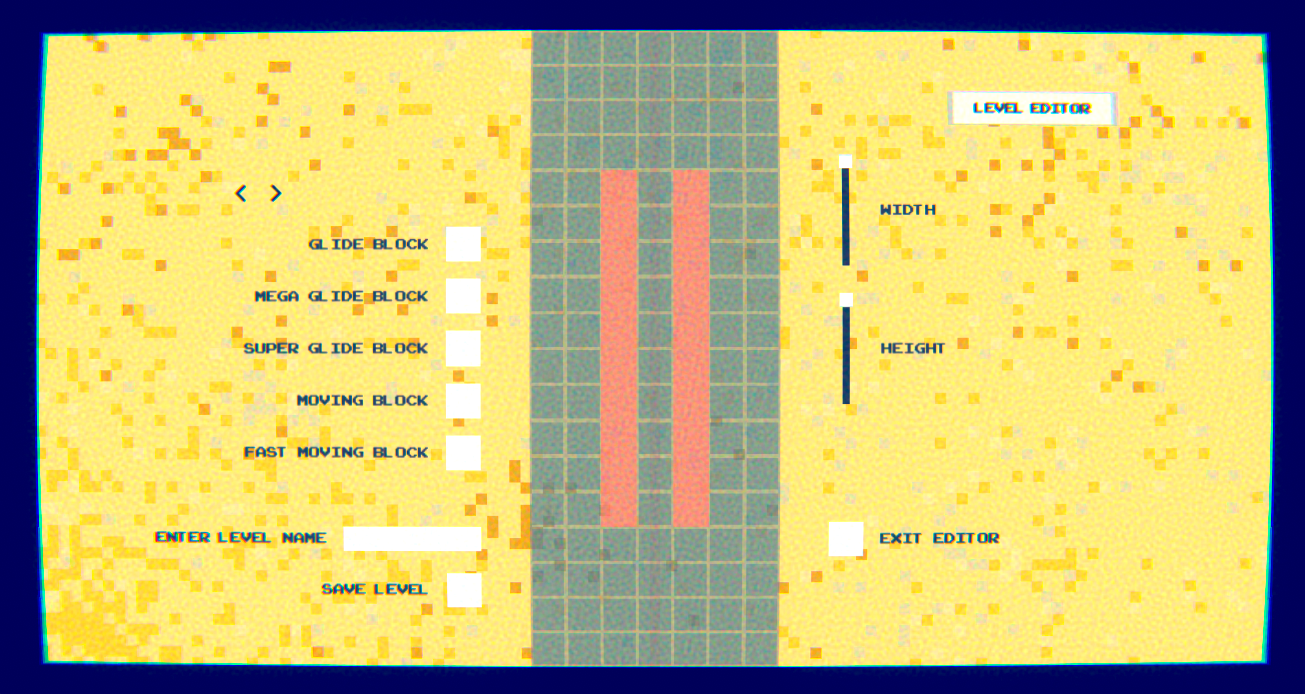 LEVEL EDITOR
< >
WIDTH
GLIDE BLOCK
MEGA GLIDE BLOCK
SUPER GLIDE BLOCK
HEIGHT
MOVING BLOCK
FAST MOVING BLOCK
ENTER LEVEL NAME
EXIT EDITOR
SAVE LEVEL